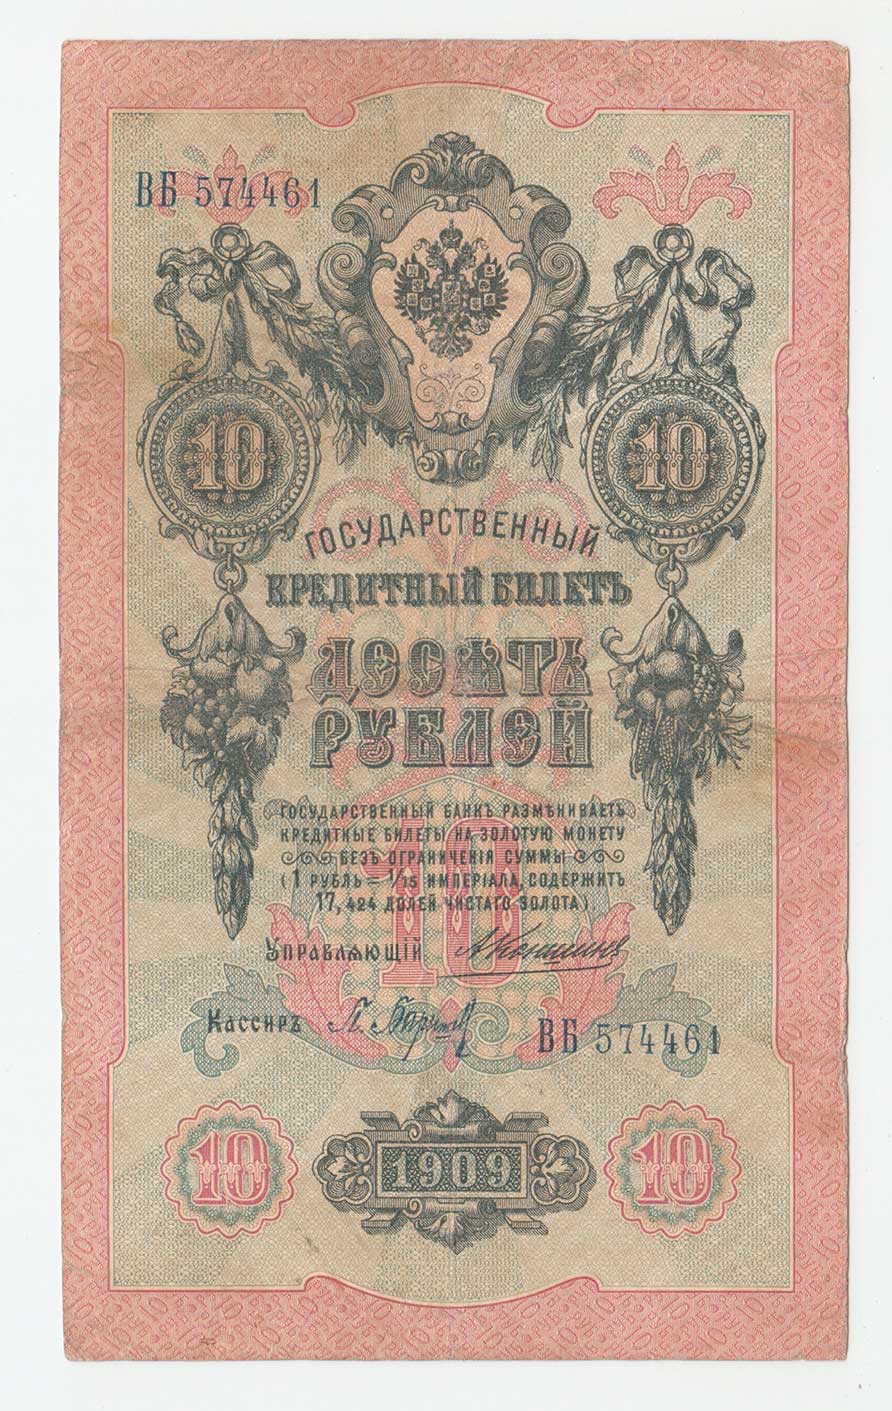 ВБ 574461
10 10
ГОСУДАРСТВЕННЫЙ
КРЕДИТНЫЙ БИЛЕТЪ
ДЕСЯТЬ
РУБЛЕЙ
10
ГОСУДАРСТВЕННЫЙ БАНКЪ РАЗМѢНИВАЕТЪ
КРЕДИТНЫЕ БИЛЕТЫ НА ЗОЛОТУЮ МОНЕТУ
БЕЗЪ ОГРАНИЧЕНІЯ СУММЫ
(1 РУБЛЬ = 1/15 ИМПЕРІАЛА, СОДЕРЖИТЪ
17,424 ДОЛЕЙ ЧИСТАГО ЗОЛОТА)
УПРАВЛЯЮЩІЙ
КАССИРЪ
ВБ 574461
10 1909 10